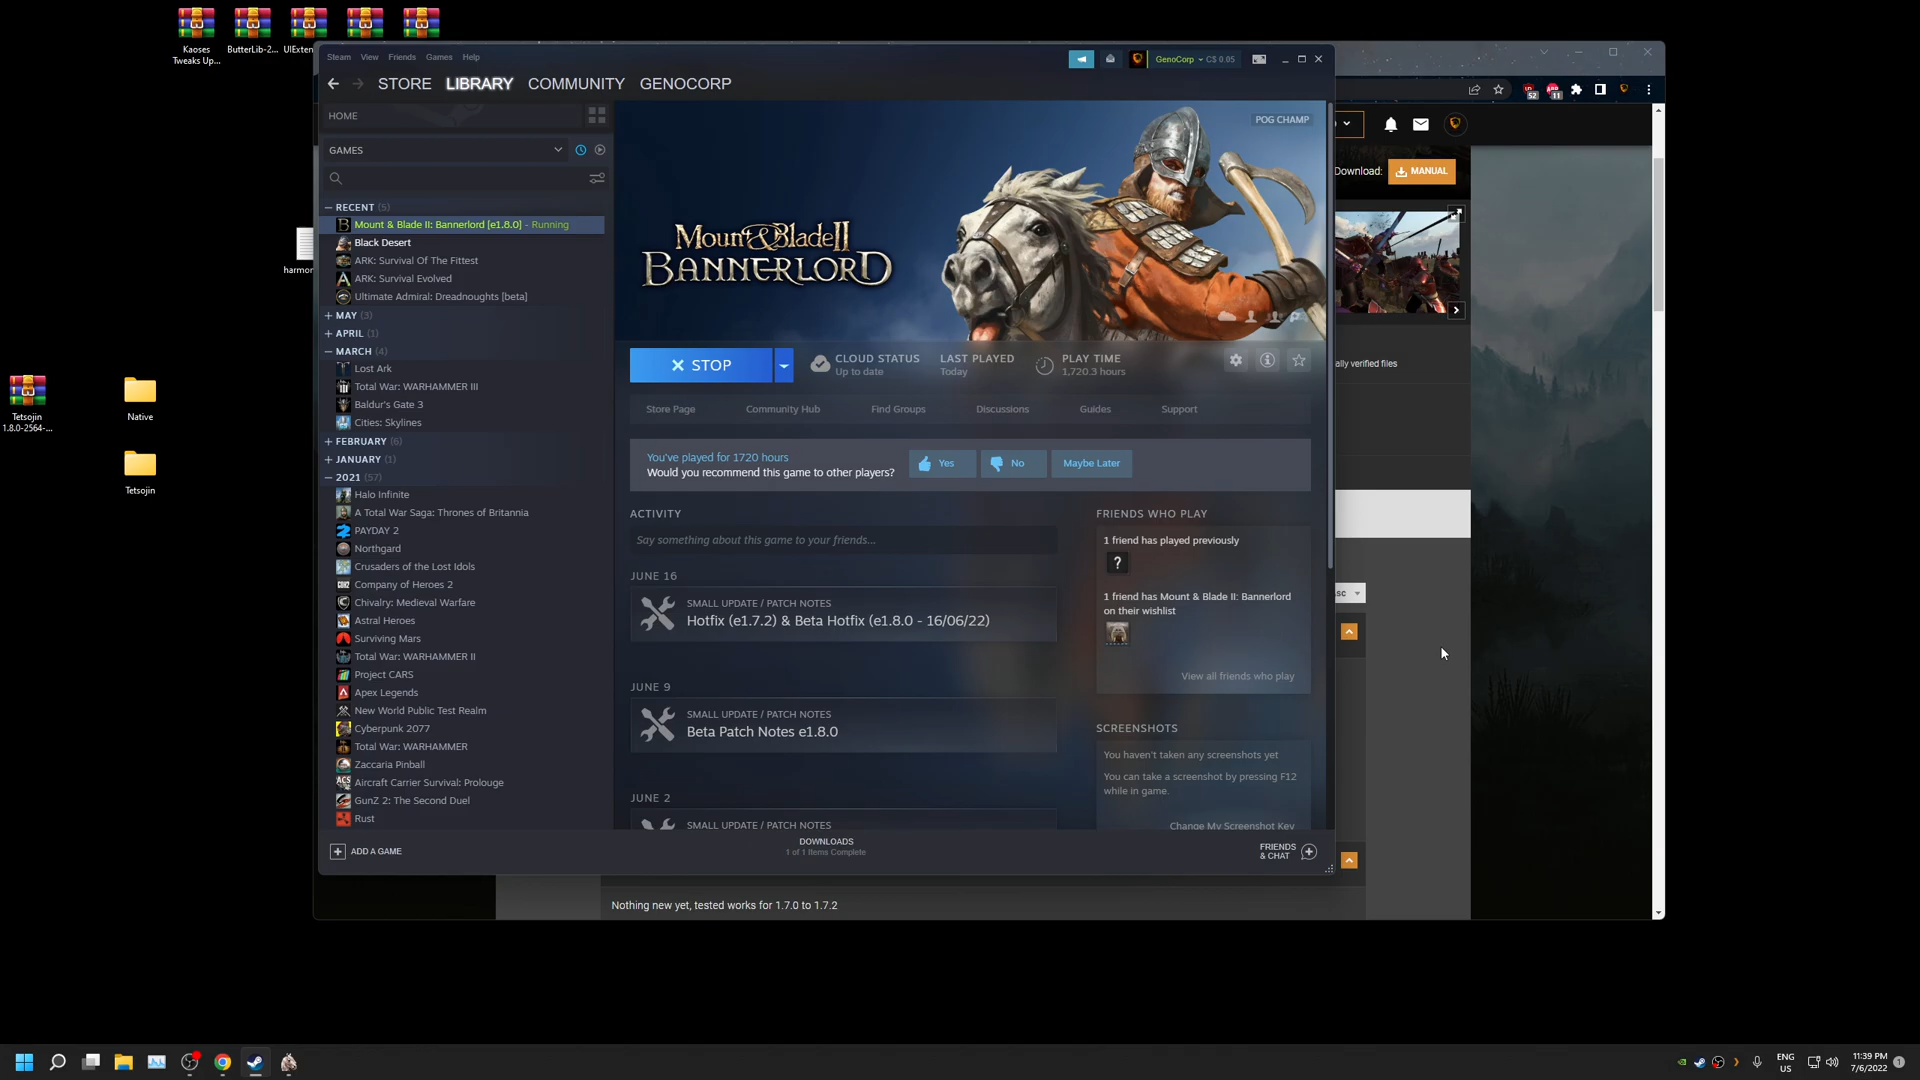 Kaoses
Tweaks Up...
ButterLib-2...
UIExten
harmon
Tetsojin
1.8.0-2564-...
Native
Tetsojin
Steam View Friends Games Help
GenoCorp C$ 0.05
STORE LIBRARY COMMUNITY GENOCORP
HOME
GAMES
RECENT (5)
Mount & Blade II: Bannerlord [e1.8.0] - Running
Black Desert
ARK: Survival Of The Fittest
ARK: Survival Evolved
Ultimate Admiral: Dreadnoughts [beta]
MAY (3)
APRIL (1)
MARCH (4)
Lost Ark
Total War: WARHAMMER III
Baldur's Gate 3
Cities: Skylines
FEBRUARY (6)
JANUARY (1)
2021 (57)
Halo Infinite
A Total War Saga: Thrones of Britannia
PAYDAY 2
Northgard
Crusaders of the Lost Idols
Company of Heroes 2
Chivalry: Medieval Warfare
Astral Heroes
Surviving Mars
Total War: WARHAMMER II
Project CARS
Apex Legends
New World Public Test Realm
Cyberpunk 2077
Total War: WARHAMMER
Zaccaria Pinball
Aircraft Carrier Survival: Prolouge
GunZ 2: The Second Duel
Rust
ADD A GAME
POG CHAMP
Mount & Blade II
BANNERLORD
STOP
CLOUD STATUS
Up to date
LAST PLAYED
Today
PLAY TIME
1,720.3 hours
Store Page Community Hub Find Groups Discussions Guides Support
You've played for 1720 hours
Would you recommend this game to other players?
Yes No Maybe Later
ACTIVITY
Say something about this game to your friends...
JUNE 16
SMALL UPDATE / PATCH NOTES
Hotfix (e1.7.2) & Beta Hotfix (e1.8.0 - 16/06/22)
JUNE 9
SMALL UPDATE / PATCH NOTES
Beta Patch Notes e1.8.0
JUNE 2
SMALL UPDATE / PATCH NOTES
FRIENDS WHO PLAY
1 friend has played previously
?
1 friend has Mount & Blade II: Bannerlord
on their wishlist
View all friends who play
SCREENSHOTS
You haven't taken any screenshots yet
You can take a screenshot by pressing F12
while in game.
Change My Screenshot Key
DOWNLOADS
1 of 1 Items Complete
FRIENDS
& CHAT
52 11
Download: MANUAL
ally verified files
sc
Nothing new yet, tested works for 1.7.0 to 1.7.2
ENG
US
11:39 PM
7/6/2022
1